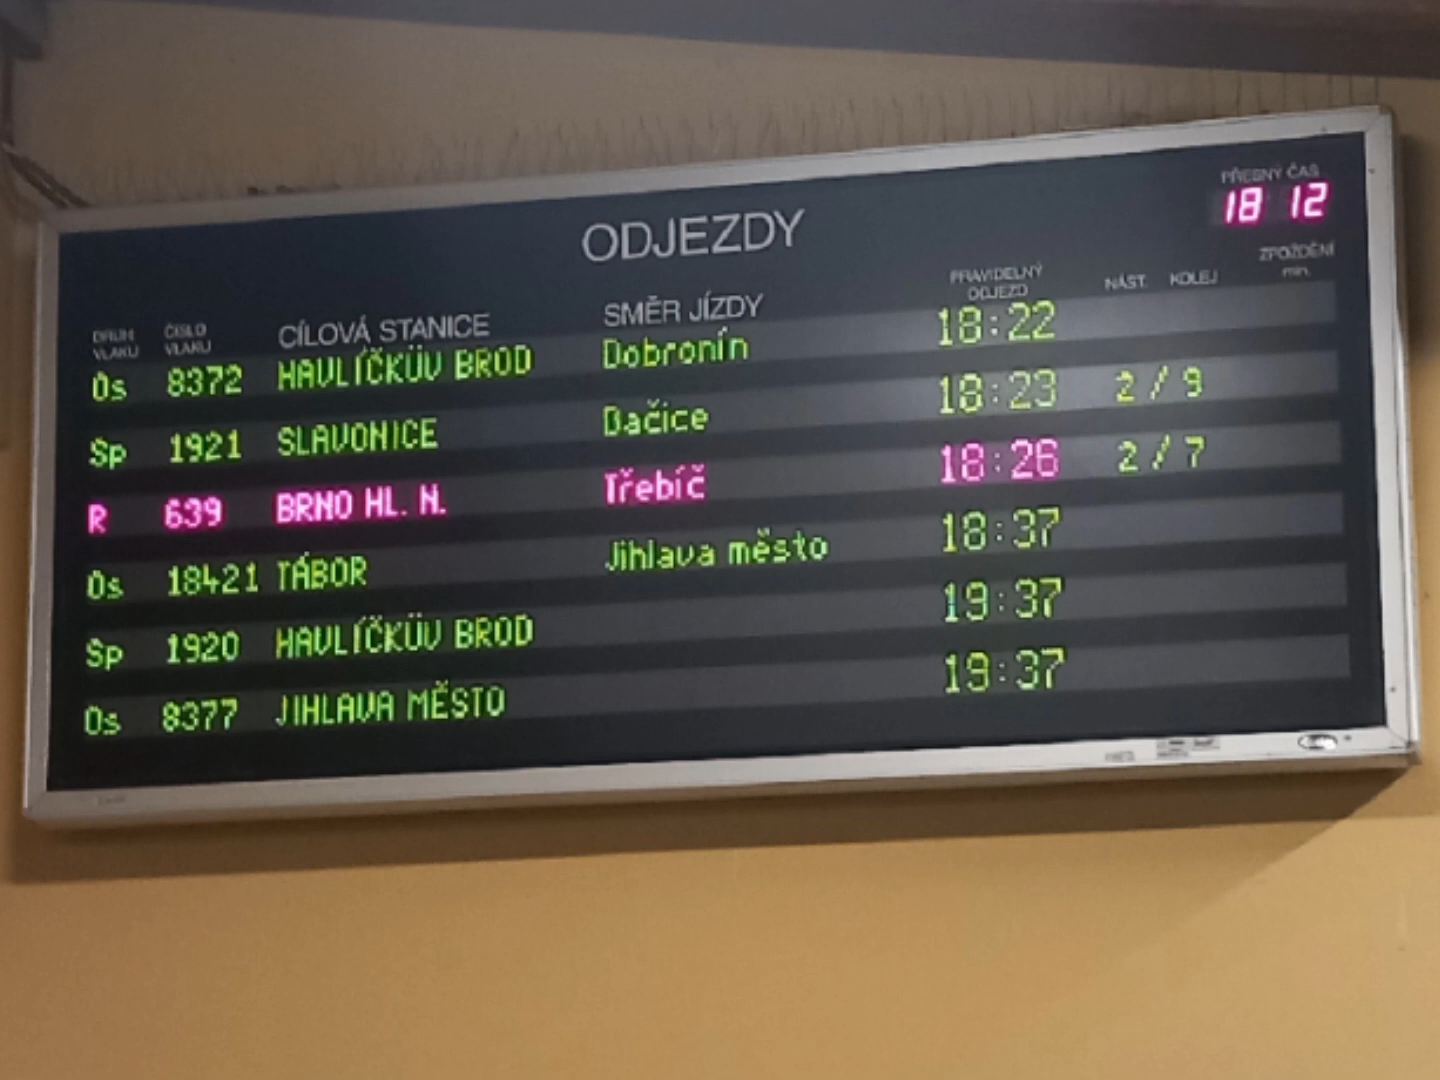 PŘESNÝ ČAS
18 12
ODJEZDY
DRUH VLAKU ČÍSLO VLAKU CÍLOVÁ STANICE SMĚR JÍZDY PRAVIDELNÝ ODJEZD NÁST. KOLEJ ZPOŽDĚNÍ min.
Os 8372 HAVLÍČKŮV BROD Dobronín 18:22
Sp 1921 SLAVONICE Dačice 18:23 2 / 9
R 639 BRNO HL. N. Třebíč 18:26 2 / 7
Os 18421 TÁBOR Jihlava město 18:37
Sp 1920 HAVLÍČKŮV BROD 19:37
Os 8377 JIHLAVA MĚSTO 19:37